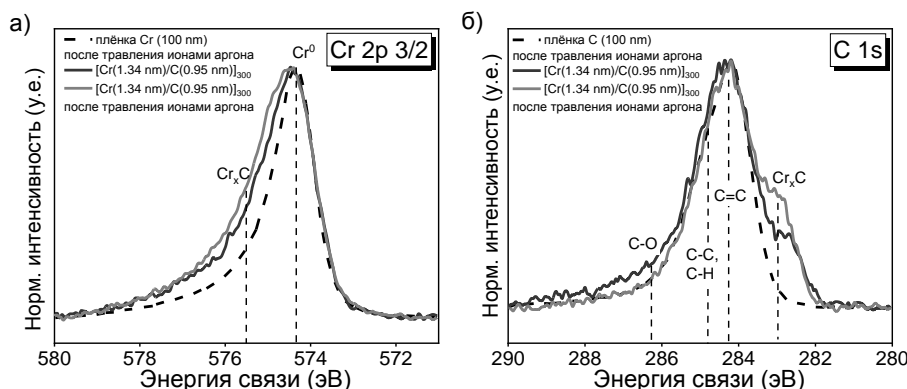 а)
Cr 2p 3/2
Cr⁰
плёнка Cr (100 nm)
после травления ионами аргона
[Cr(1.34 nm)/C(0.95 nm)]₃₀₀
[Cr(1.34 nm)/C(0.95 nm)]₃₀₀
после травления ионами аргона
CrₓC
Норм. интенсивность (у.е.)
580 578 576 574 572
Энергия связи (эВ)
б)
C 1s
плёнка C (100 nm)
после травления ионами аргона
[Cr(1.34 nm)/C(0.95 nm)]₃₀₀
[Cr(1.34 nm)/C(0.95 nm)]₃₀₀
после травления ионами аргона
CrₓC
C=C
C-O
C-C,
C-H
Норм. интенсивность (у.е.)
290 288 286 284 282 280
Энергия связи (эВ)